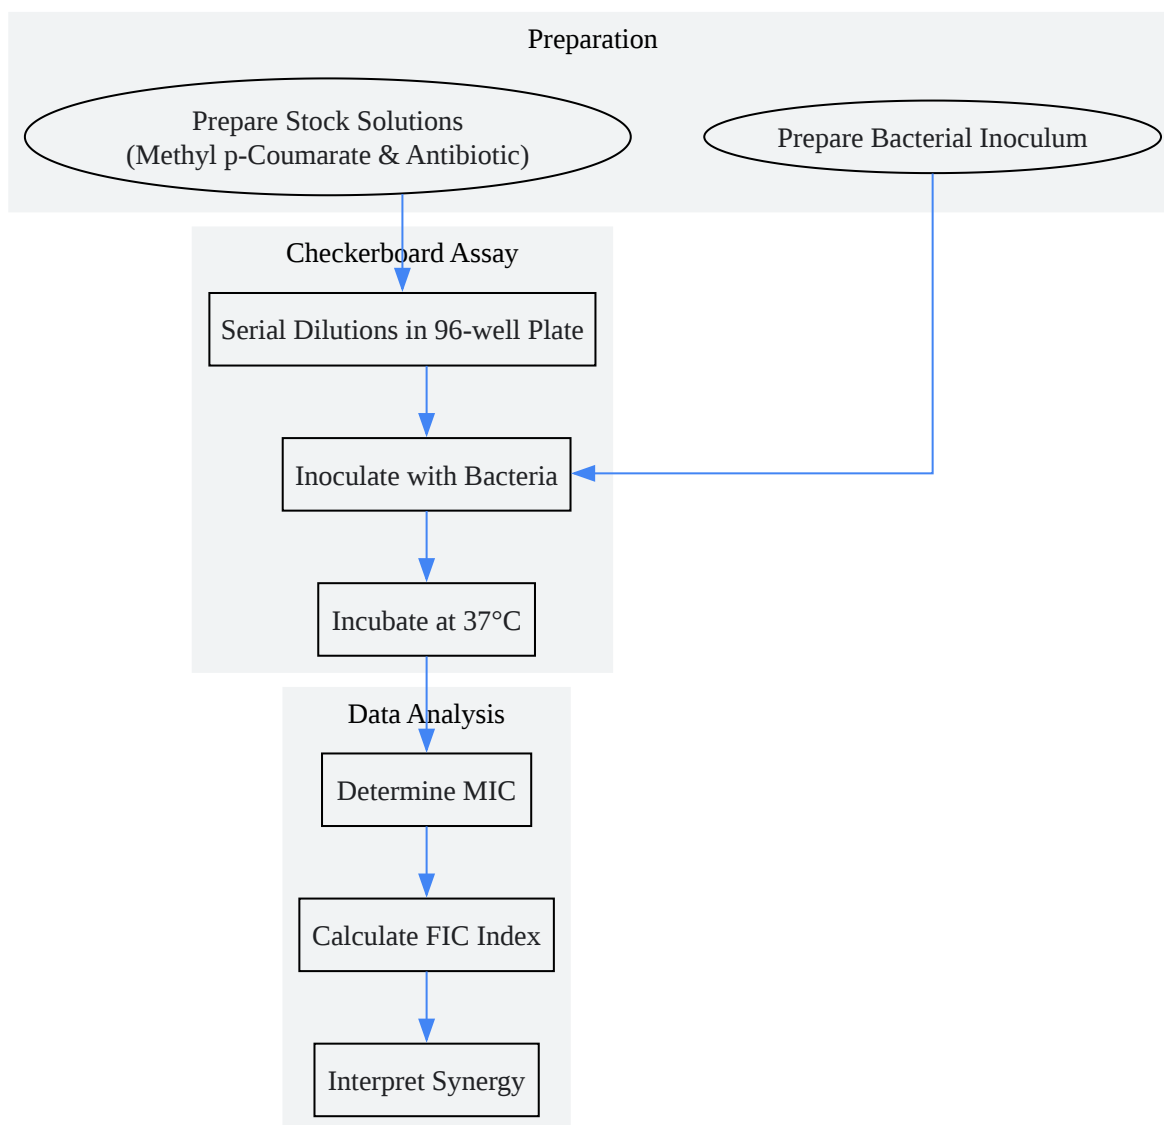 Preparation
Prepare Stock Solutions
(Methyl p-Coumarate & Antibiotic)
Prepare Bacterial Inoculum
Checkerboard Assay
Serial Dilutions in 96-well Plate
Inoculate with Bacteria
Incubate at 37°C
Data Analysis
Determine MIC
Calculate FIC Index
Interpret Synergy